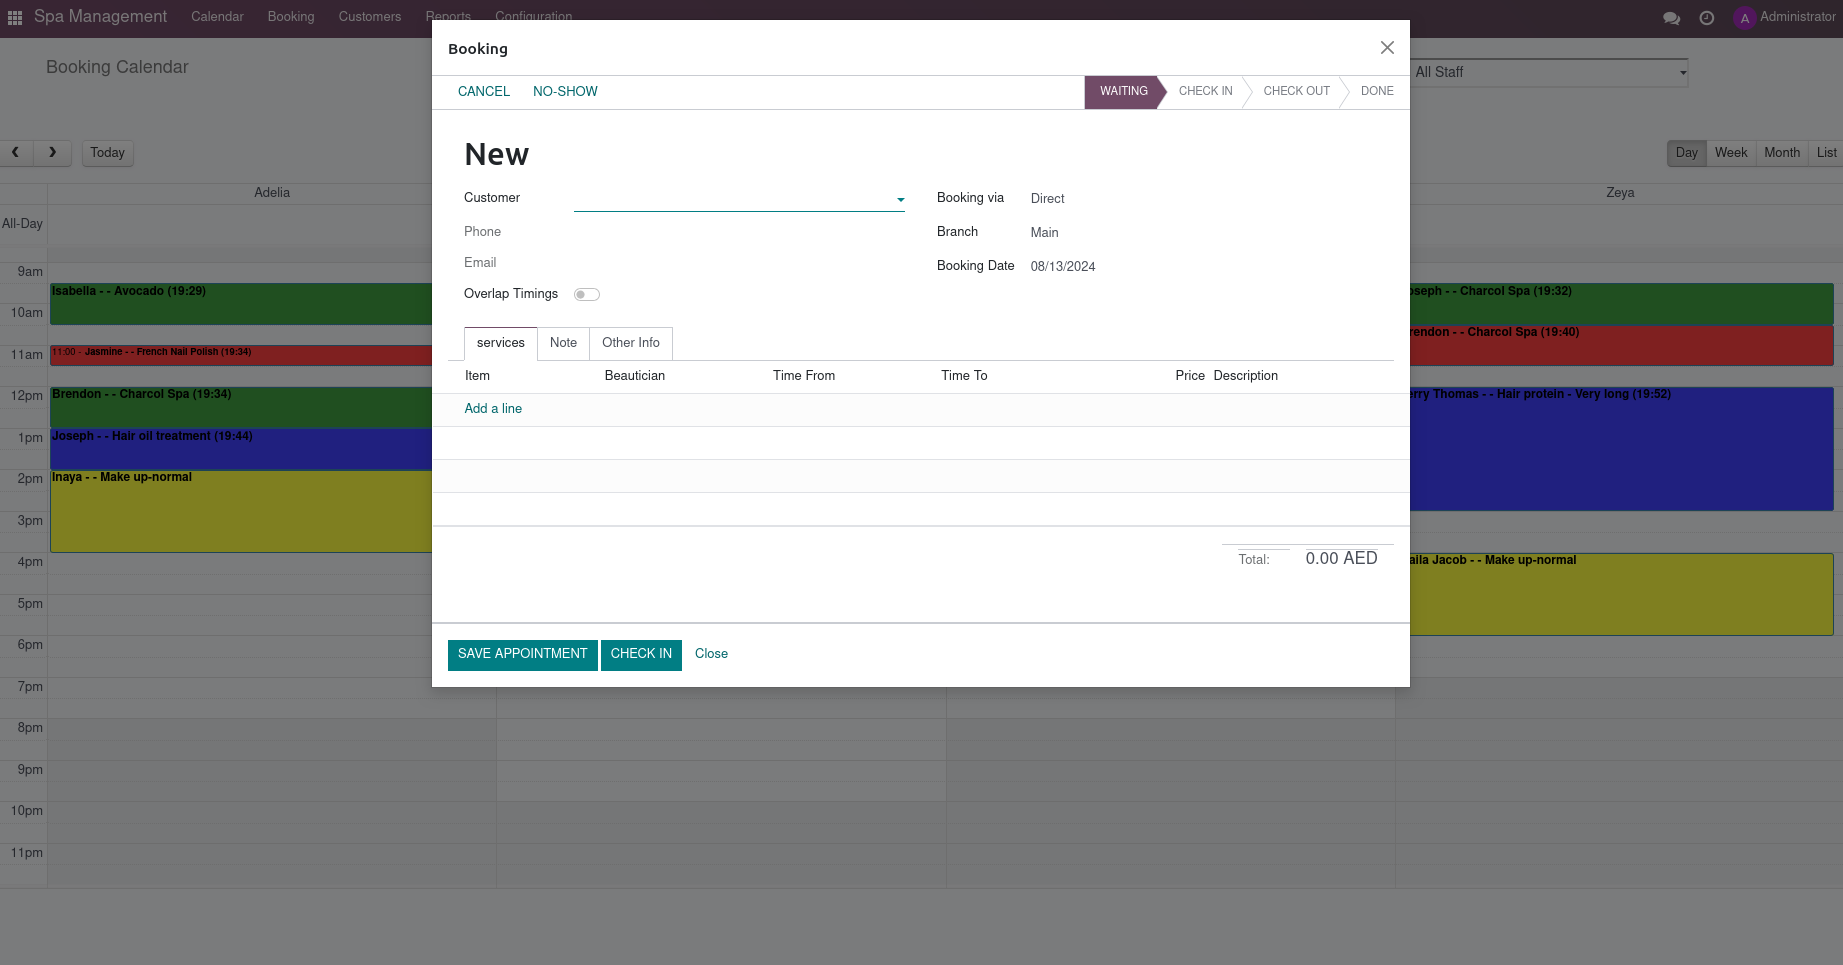 Spa Management Calendar Booking Customers Reports Configuration A Administrator
Booking Calendar
All Staff
Today
Day Week Month List
Adelia
Zeya
All-Day
9am
10am
11am
12pm
1pm
2pm
3pm
4pm
5pm
6pm
7pm
8pm
9pm
10pm
11pm
Isabella - - Avocado (19:29)
11:00 - Jasmine - - French Nail Polish (19:34)
Brendon - - Charcol Spa (19:34)
Joseph - - Hair oil treatment (19:44)
Inaya - - Make up-normal
Booking
CANCEL NO-SHOW
WAITING CHECK IN CHECK OUT DONE
New
Customer
Phone
Email
Overlap Timings
Booking via Direct
Branch Main
Booking Date 08/13/2024
services Note Other Info
Item Beautician Time From Time To Price Description
Add a line
Total: 0.00 AED
SAVE APPOINTMENT CHECK IN Close
oseph - - Charcol Spa (19:32)
rendon - - Charcol Spa (19:40)
erry Thomas - - Hair protein - Very long (19:52)
aila Jacob - - Make up-normal